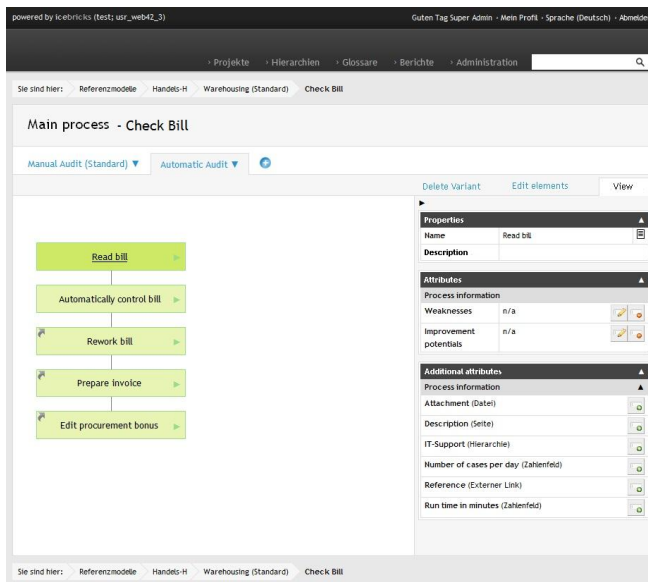 powered by icebricks (test; usr_web42_3)
Guten Tag Super Admin · Mein Profil · Sprache (Deutsch) · Abmelde
Projekte Hierarchien Glossare Berichte Administration
Sie sind hier: Referenzmodelle Handels-H Warehousing (Standard) Check Bill
Main process - Check Bill
Manual Audit (Standard) ▼ Automatic Audit ▼
Delete Variant Edit elements View
Properties
Name Read bill
Description
Read bill
Automatically control bill
Rework bill
Prepare invoice
Edit procurement bonus
Attributes
Process information
Weaknesses n/a
Improvement potentials n/a
Additional attributes
Process information
Attachment (Datei)
Description (Seite)
IT-Support (Hierarchie)
Number of cases per day (Zahlenfeld)
Reference (Externer Link)
Run time in minutes (Zahlenfeld)
Sie sind hier: Referenzmodelle Handels-H Warehousing (Standard) Check Bill